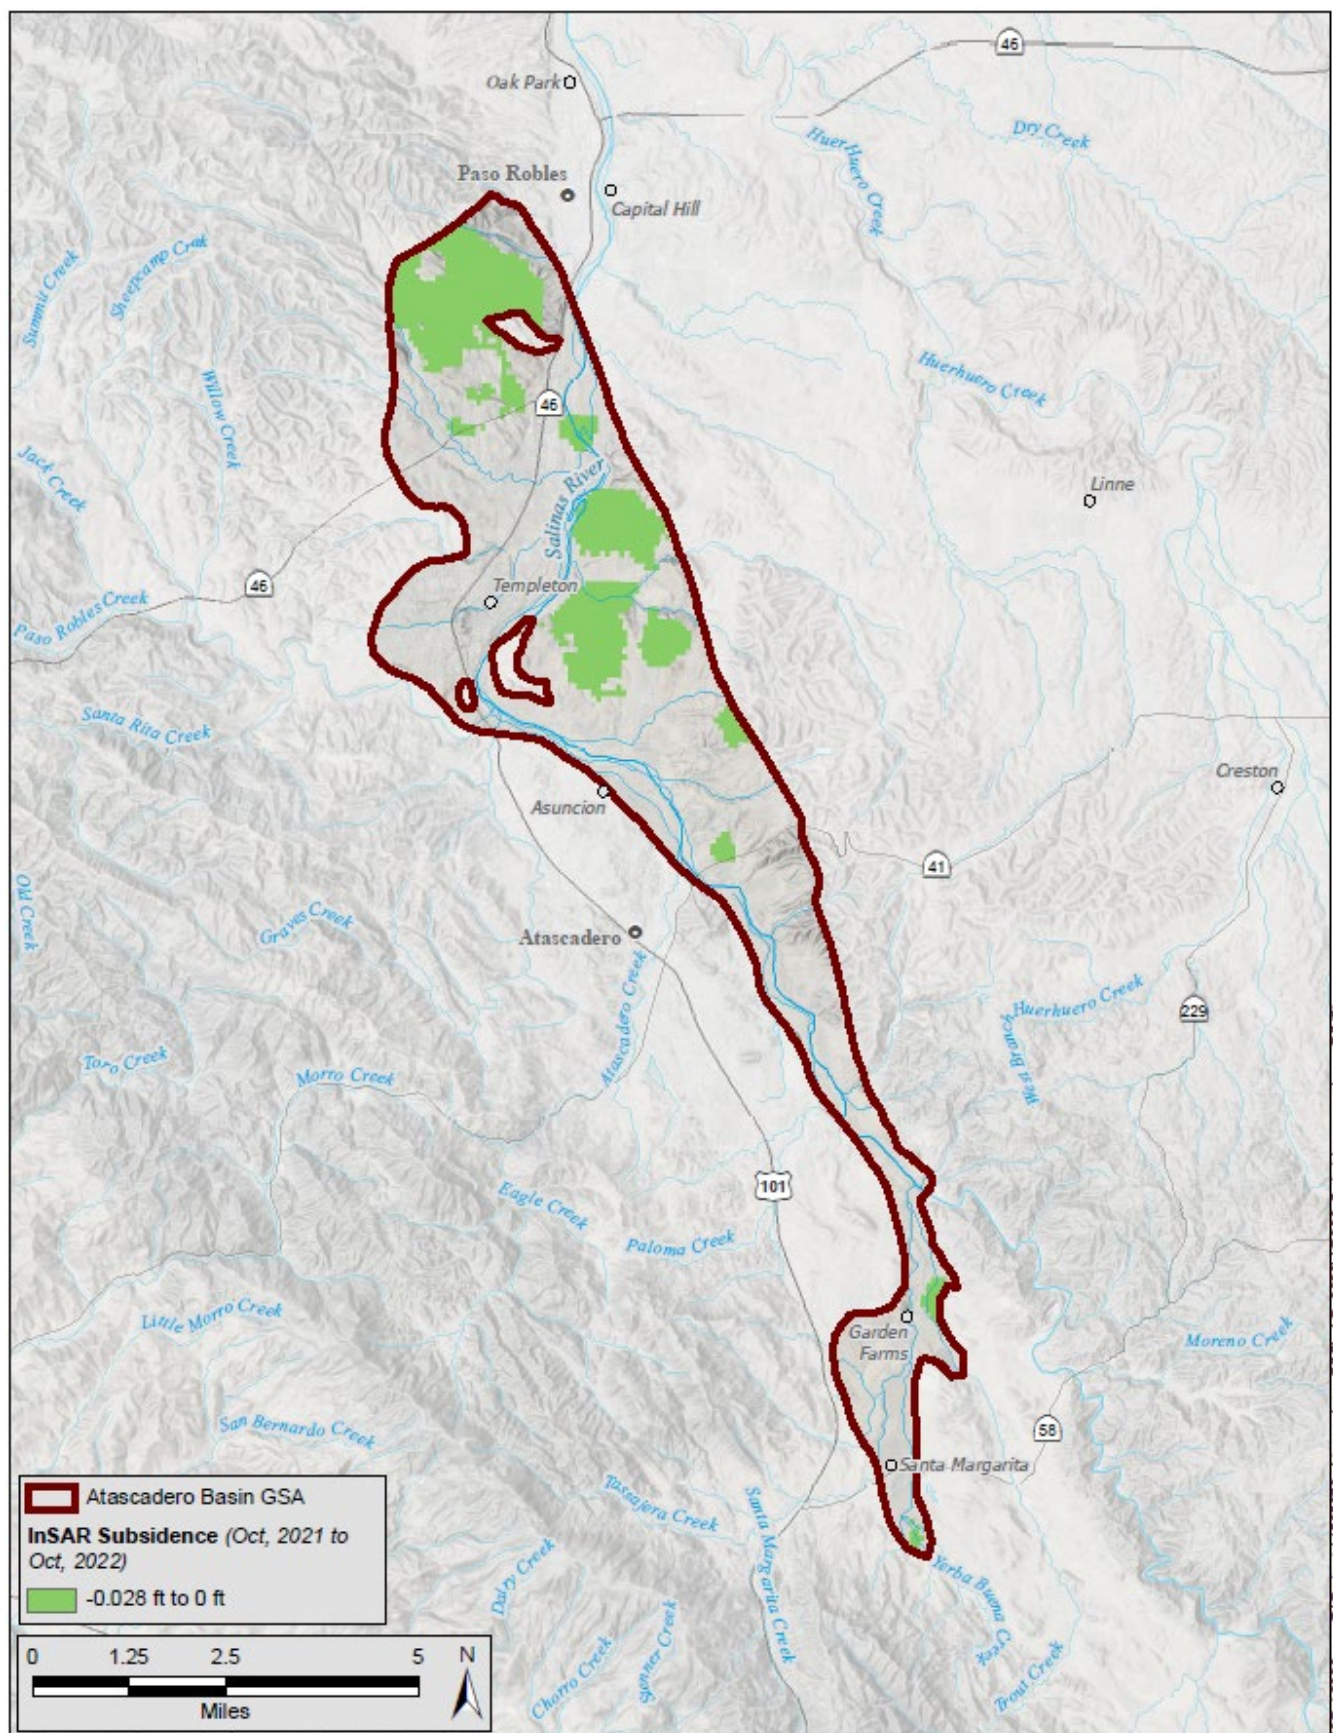 46
Oak Park
Dry Creek
Huer Huero Creek
Paso Robles
Capital Hill
Sheepcamp Crak
Summit Creek
Huerhuero Creek
Willow Creek
46
Jack Creek
Linne
Salinas River
46
Templeton
Paso Robles Creek
Santa Rita Creek
Creston
Asuncion
41
Old Creek
Graves Creek
Atascadero
Atascadero Creek
Huerhuero Creek
West Branch
229
Toro Creek
Morro Creek
101
Eagle Creek
Paloma Creek
Little Morro Creek
Garden
Farms
Moreno Creek
San Bernardo Creek
58
Santa Margarita
Tassajera Creek
Santa Margarita Creek
Yerba Buena Creek
Dairy Creek
Trout Creek
Chorro Creek
Stenner Creek
Atascadero Basin GSA
InSAR Subsidence (Oct, 2021 to
Oct, 2022)
-0.028 ft to 0 ft
0 1.25 2.5 5 N
Miles